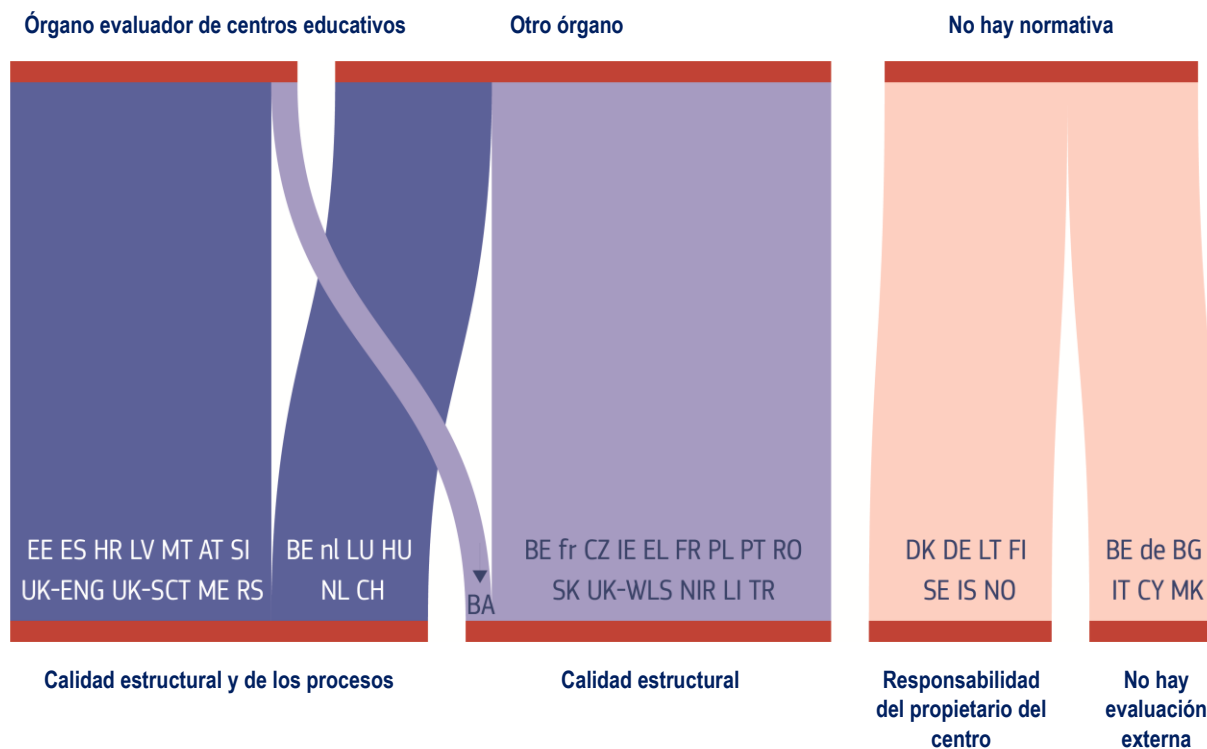 Órgano evaluador de centros educativos
Otro órgano
No hay normativa
EE ES HR LV MT AT SI
UK-ENG UK-SCT ME RS
BE nl LU HU
NL CH
BA
BE fr CZ IE EL FR PL PT RO
SK UK-WLS NIR LI TR
DK DE LT FI
SE IS NO
BE de BG
IT CY MK
Calidad estructural y de los procesos
Calidad estructural
Responsabilidad
del propietario del
centro
No hay
evaluación
externa